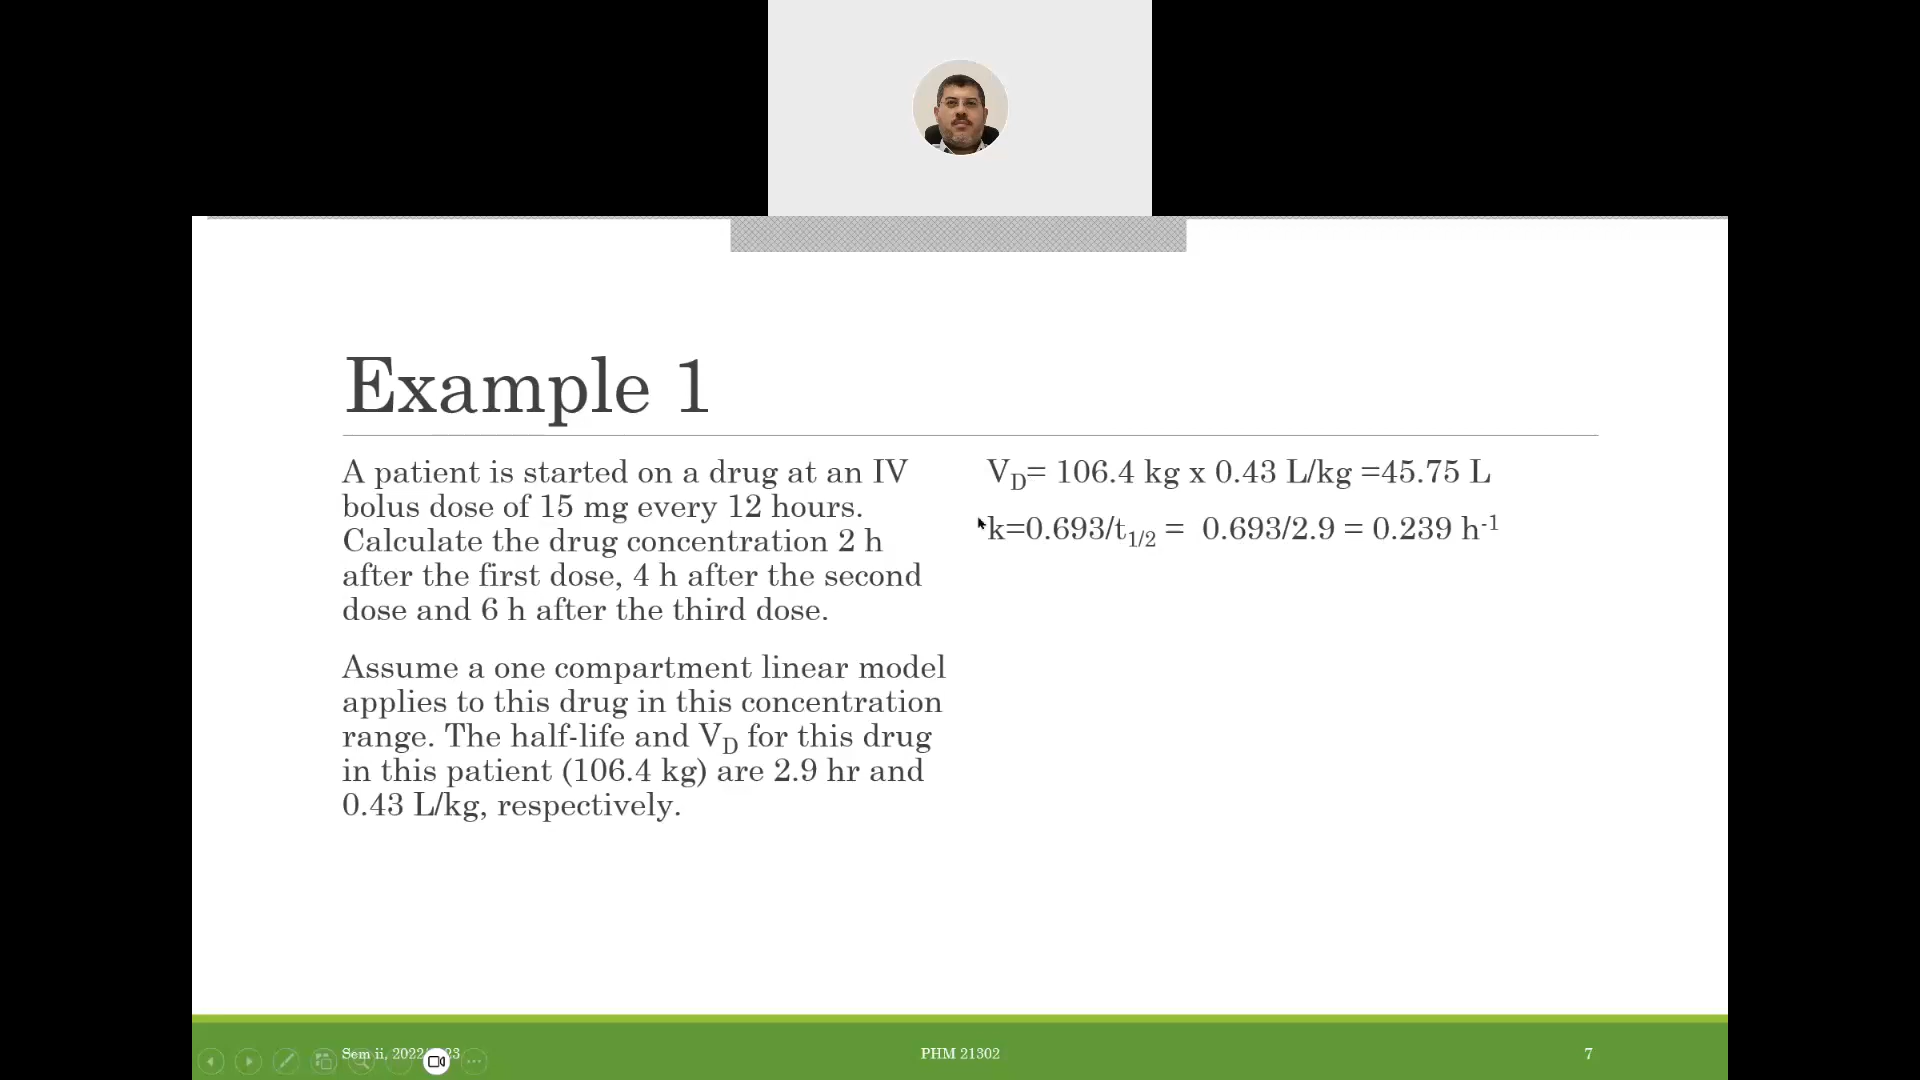 Example 1
A patient is started on a drug at an IV
bolus dose of 15 mg every 12 hours.
Calculate the drug concentration 2 h
after the first dose, 4 h after the second
dose and 6 h after the third dose.
Assume a one compartment linear model
applies to this drug in this concentration
range. The half-life and V_D for this drug
in this patient (106.4 kg) are 2.9 hr and
0.43 L/kg, respectively.
V_D= 106.4 kg x 0.43 L/kg =45.75 L
k=0.693/t_1/2 = 0.693/2.9 = 0.239 h^-1
Sem ii, 2022 23
PHM 21302
7